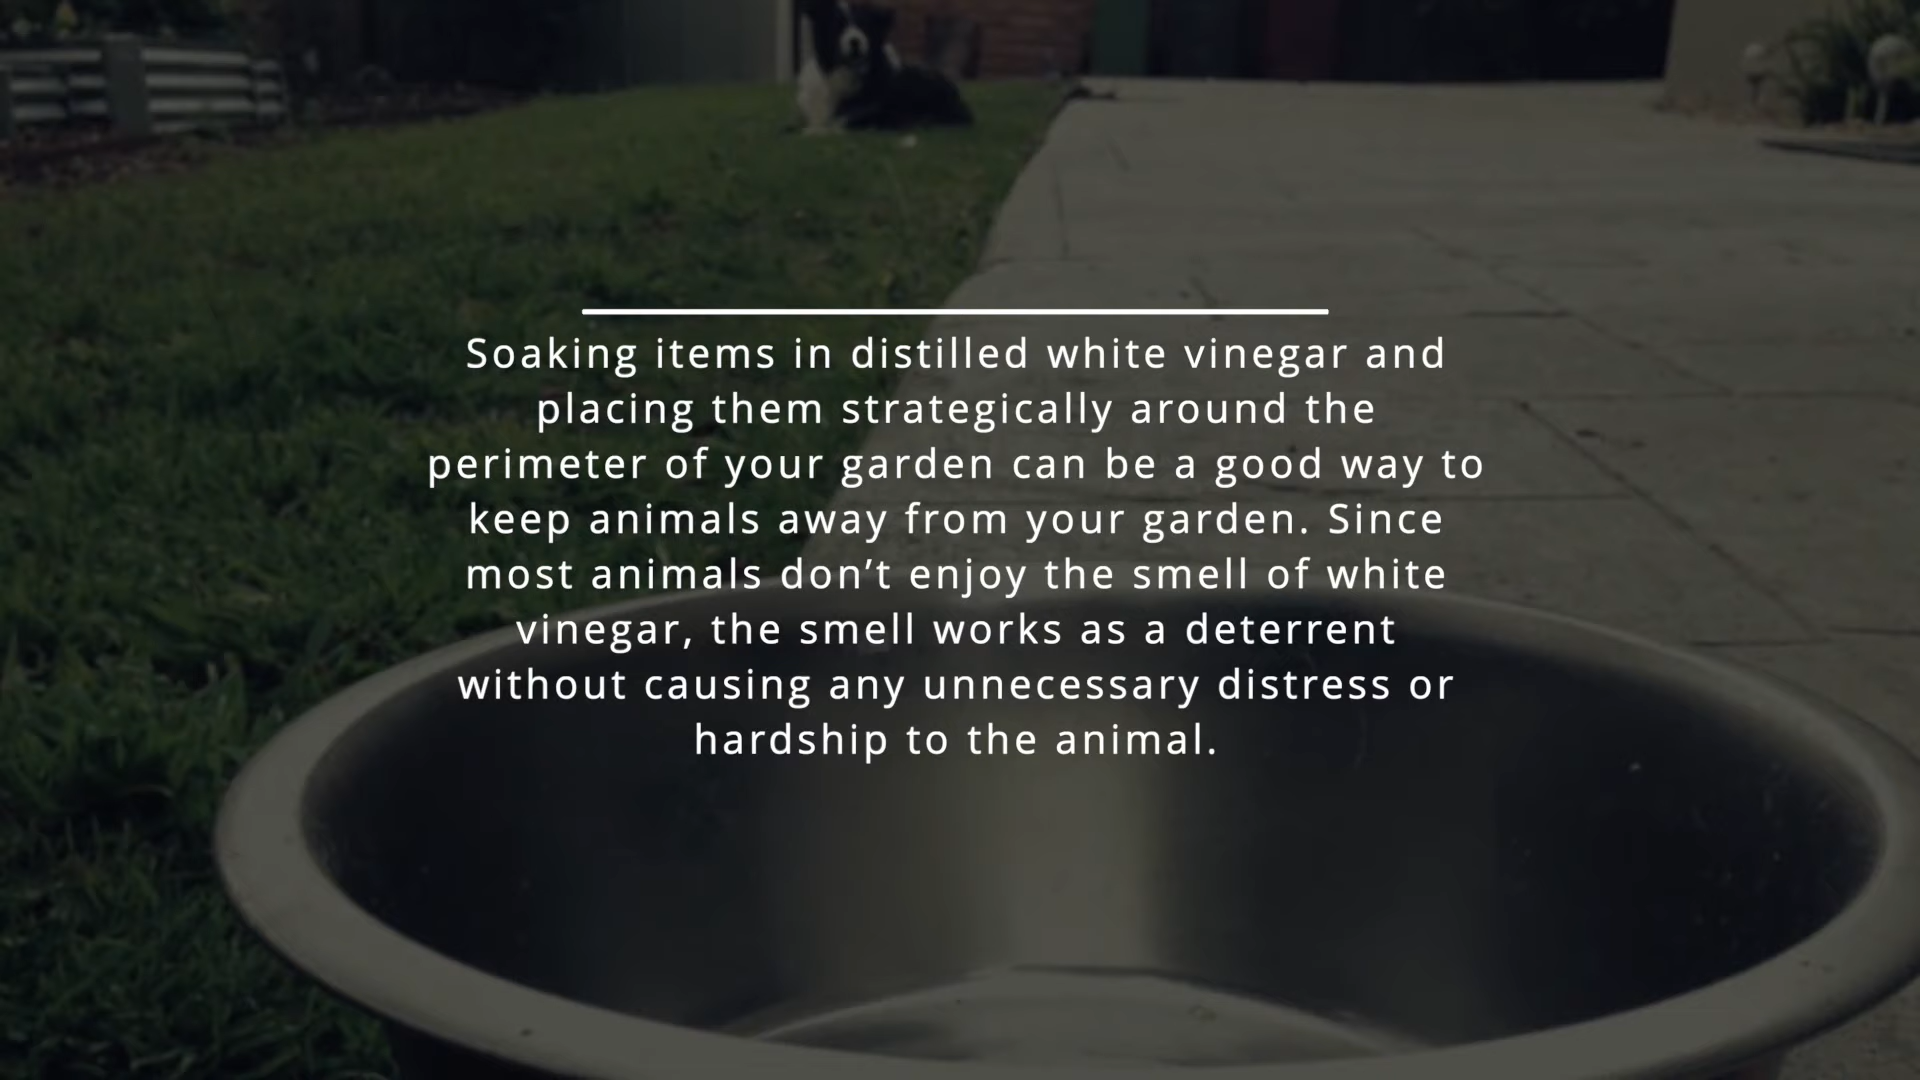 Soaking items in distilled white vinegar and
placing them strategically around the
perimeter of your garden can be a good way to
keep animals away from your garden. Since
most animals don’t enjoy the smell of white
vinegar, the smell works as a deterrent
without causing any unnecessary distress or
hardship to the animal.